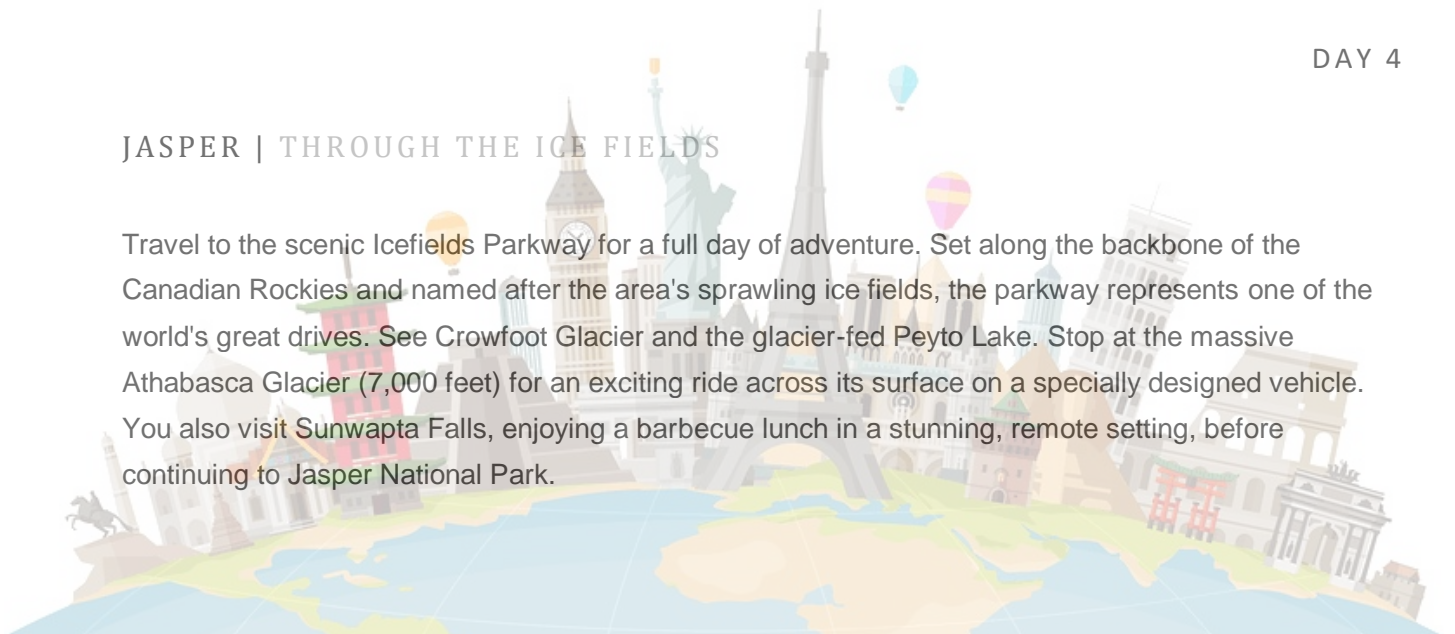 DAY 4
JASPER | THROUGH THE ICE FIELDS
Travel to the scenic Icefields Parkway for a full day of adventure. Set along the backbone of the
Canadian Rockies and named after the area's sprawling ice fields, the parkway represents one of the
world's great drives. See Crowfoot Glacier and the glacier-fed Peyto Lake. Stop at the massive
Athabasca Glacier (7,000 feet) for an exciting ride across its surface on a specially designed vehicle.
You also visit Sunwapta Falls, enjoying a barbecue lunch in a stunning, remote setting, before
continuing to Jasper National Park.